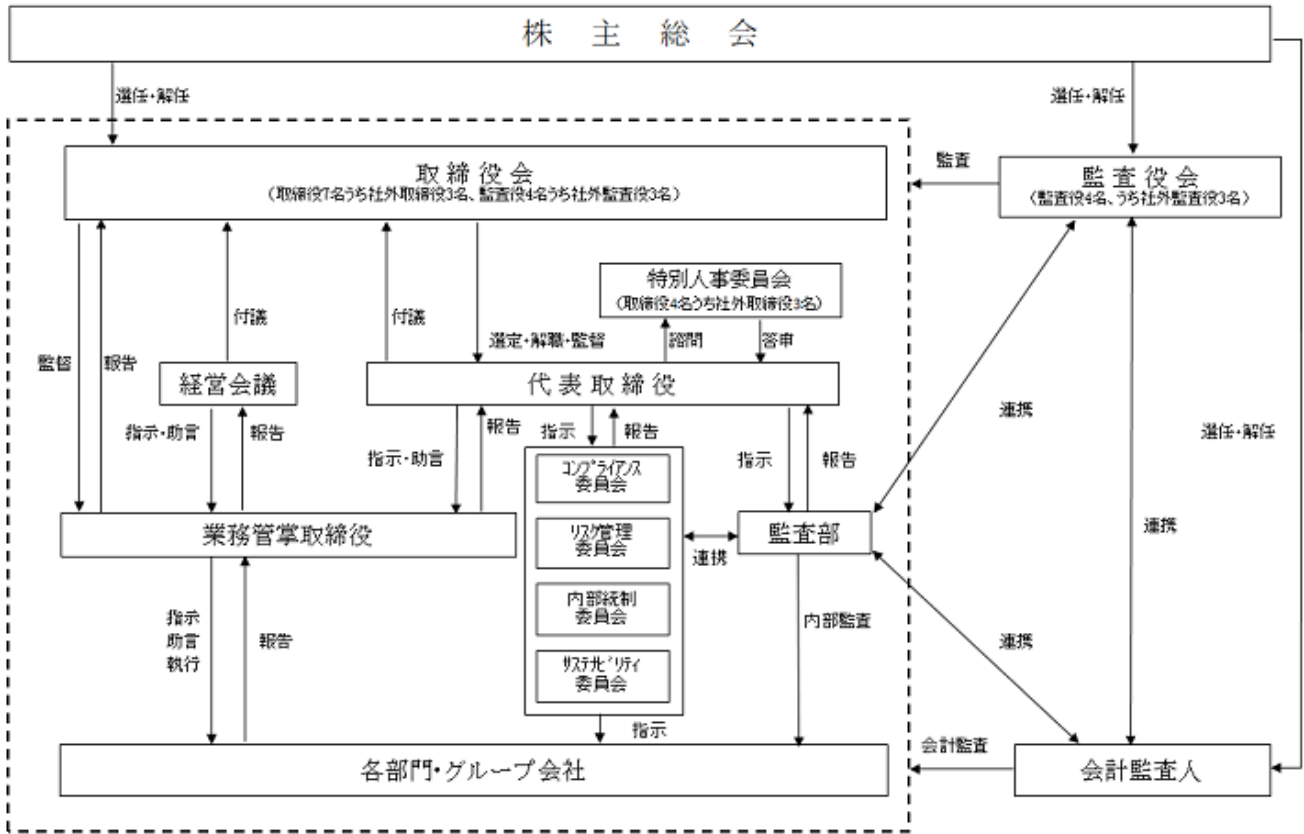 株 主 総 会
選任・解任
選任・解任
取 締 役 会
（取締役7名うち社外取締役3名、監査役4名うち社外監査役3名）
監査
監 査 役 会
（監査役4名、うち社外監査役3名）
特別人事委員会
（取締役4名うち社外取締役3名）
付議
付議
選定・解職・監督
諮問
答申
監督
報告
経営会議
代 表 取 締 役
連携
選任・解任
指示・助言
報告
指示・助言
報告
指示
報告
指示
報告
コンプライアンス
委員会
業務管掌取締役
リスク管理
委員会
連携
監査部
連携
内部統制
委員会
指示
助言
執行
報告
内部監査
連携
サステナビリティ
委員会
指示
各部門・グループ会社
会計監査
会計監査人